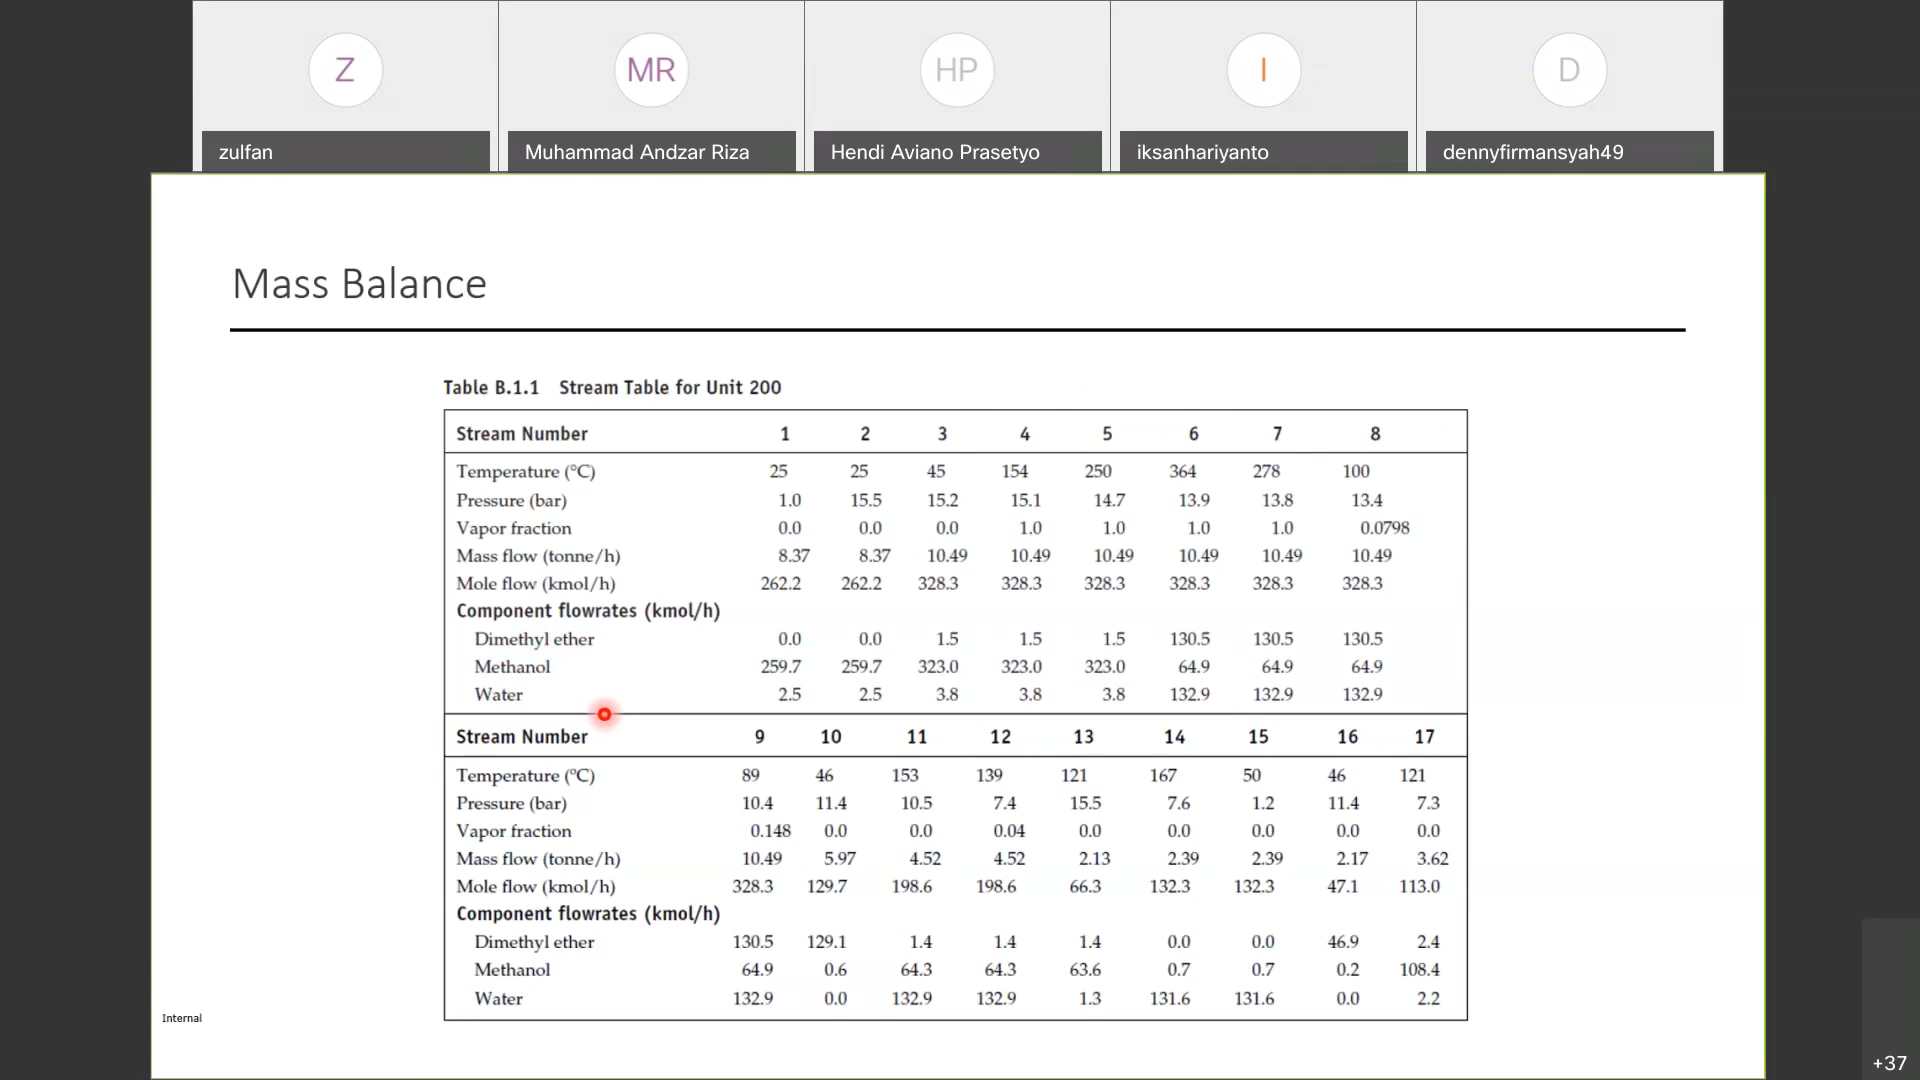 Z MR HP I D
zulfan Muhammad Andzar Riza Hendi Aviano Prasetyo iksanhariyanto dennyfirmansyah49
Mass Balance
Table B.1.1 Stream Table for Unit 200
Stream Number 1 2 3 4 5 6 7 8
Temperature (°C) 25 25 45 154 250 364 278 100
Pressure (bar) 1.0 15.5 15.2 15.1 14.7 13.9 13.8 13.4
Vapor fraction 0.0 0.0 0.0 1.0 1.0 1.0 1.0 0.0798
Mass flow (tonne/h) 8.37 8.37 10.49 10.49 10.49 10.49 10.49 10.49
Mole flow (kmol/h) 262.2 262.2 328.3 328.3 328.3 328.3 328.3 328.3
Component flowrates (kmol/h)
Dimethyl ether 0.0 0.0 1.5 1.5 1.5 130.5 130.5 130.5
Methanol 259.7 259.7 323.0 323.0 323.0 64.9 64.9 64.9
Water 2.5 2.5 3.8 3.8 3.8 132.9 132.9 132.9
Stream Number 9 10 11 12 13 14 15 16 17
Temperature (°C) 89 46 153 139 121 167 50 46 121
Pressure (bar) 10.4 11.4 10.5 7.4 15.5 7.6 1.2 11.4 7.3
Vapor fraction 0.148 0.0 0.0 0.04 0.0 0.0 0.0 0.0 0.0
Mass flow (tonne/h) 10.49 5.97 4.52 4.52 2.13 2.39 2.39 2.17 3.62
Mole flow (kmol/h) 328.3 129.7 198.6 198.6 66.3 132.3 132.3 47.1 113.0
Component flowrates (kmol/h)
Dimethyl ether 130.5 129.1 1.4 1.4 1.4 0.0 0.0 46.9 2.4
Methanol 64.9 0.6 64.3 64.3 63.6 0.7 0.7 0.2 108.4
Water 132.9 0.0 132.9 132.9 1.3 131.6 131.6 0.0 2.2
Internal
+37